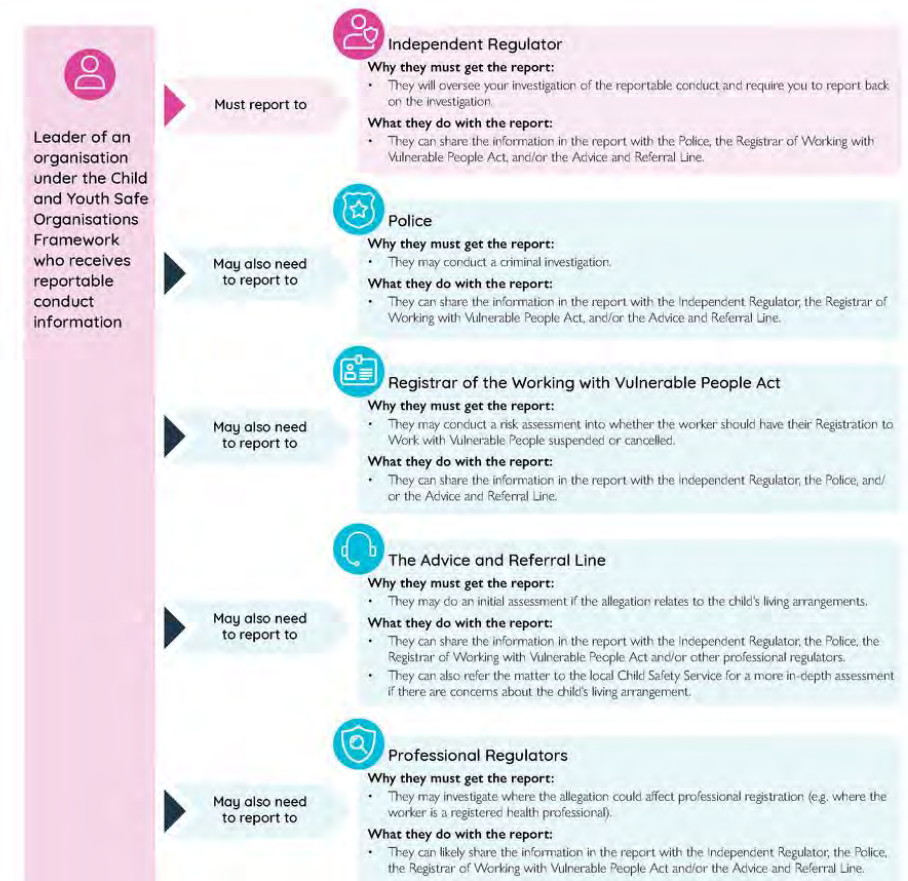 Leader of an
organisation
under the Child
and Youth Safe
Organisations
Framework
who receives
reportable
conduct
information
Must report to
Independent Regulator
Why they must get the report:
• They will oversee your investigation of the reportable conduct and require you to report back
on the investigation.
What they do with the report:
• They can share the information in the report with the Police, the Registrar of Working with
Vulnerable People Act, and/or the Advice and Referral Line.
May also need
to report to
Police
Why they must get the report:
• They may conduct a criminal investigation.
What they do with the report:
• They can share the information in the report with the Independent Regulator, the Registrar of
Working with Vulnerable People Act, and/or the Advice and Referral Line.
May also need
to report to
Registrar of the Working with Vulnerable People Act
Why they must get the report:
• They may conduct a risk assessment into whether the worker should have their Registration to
Work with Vulnerable People suspended or cancelled.
What they do with the report:
• They can share the information in the report with the Independent Regulator, the Police, and/
or the Advice and Referral Line.
May also need
to report to
The Advice and Referral Line
Why they must get the report:
• They may do an initial assessment if the allegation relates to the child's living arrangements.
What they do with the report:
• They can share the information in the report with the Independent Regulator, the Police, the
Registrar of Working with Vulnerable People Act and/or other professional regulators.
• They can also refer the matter to the local Child Safety Service for a more in-depth assessment
if there are concerns about the child's living arrangement.
May also need
to report to
Professional Regulators
Why they must get the report:
• They may investigate where the allegation could affect professional registration (e.g. where the
worker is a registered health professional).
What they do with the report:
• They can likely share the information in the report with the Independent Regulator, the Police,
the Registrar of Working with Vulnerable People Act and/or the Advice and Referral Line.